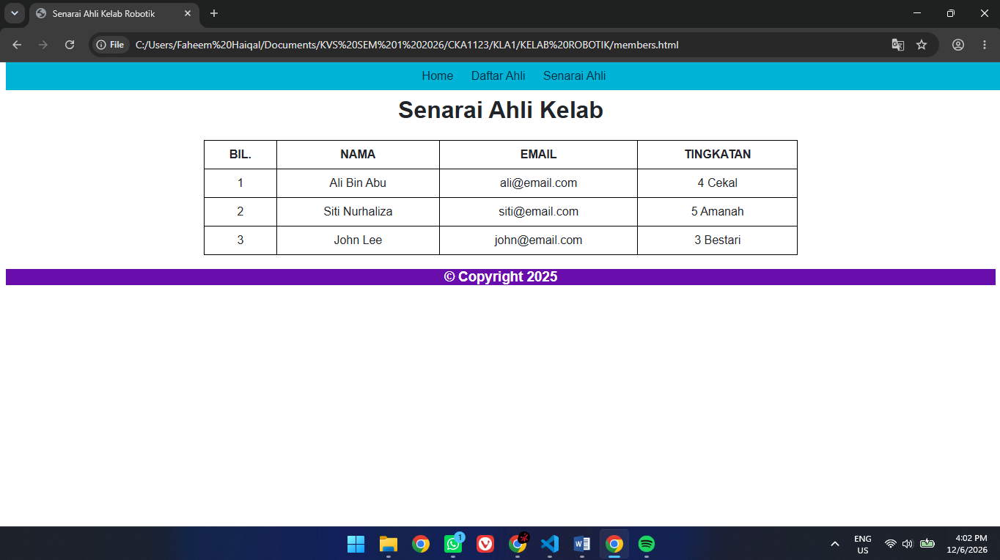 Senarai Ahli Kelab Robotik
File C:/Users/Faheem%20Haiqal/Documents/KVS%20SEM%201%202026/CKA1123/KLA1/KELAB%20ROBOTIK/members.html
Home Daftar Ahli Senarai Ahli
Senarai Ahli Kelab
BIL. NAMA EMAIL TINGKATAN
1 Ali Bin Abu ali@email.com 4 Cekal
2 Siti Nurhaliza siti@email.com 5 Amanah
3 John Lee john@email.com 3 Bestari
© Copyright 2025
1
ENG
US
4:02 PM
12/6/2026